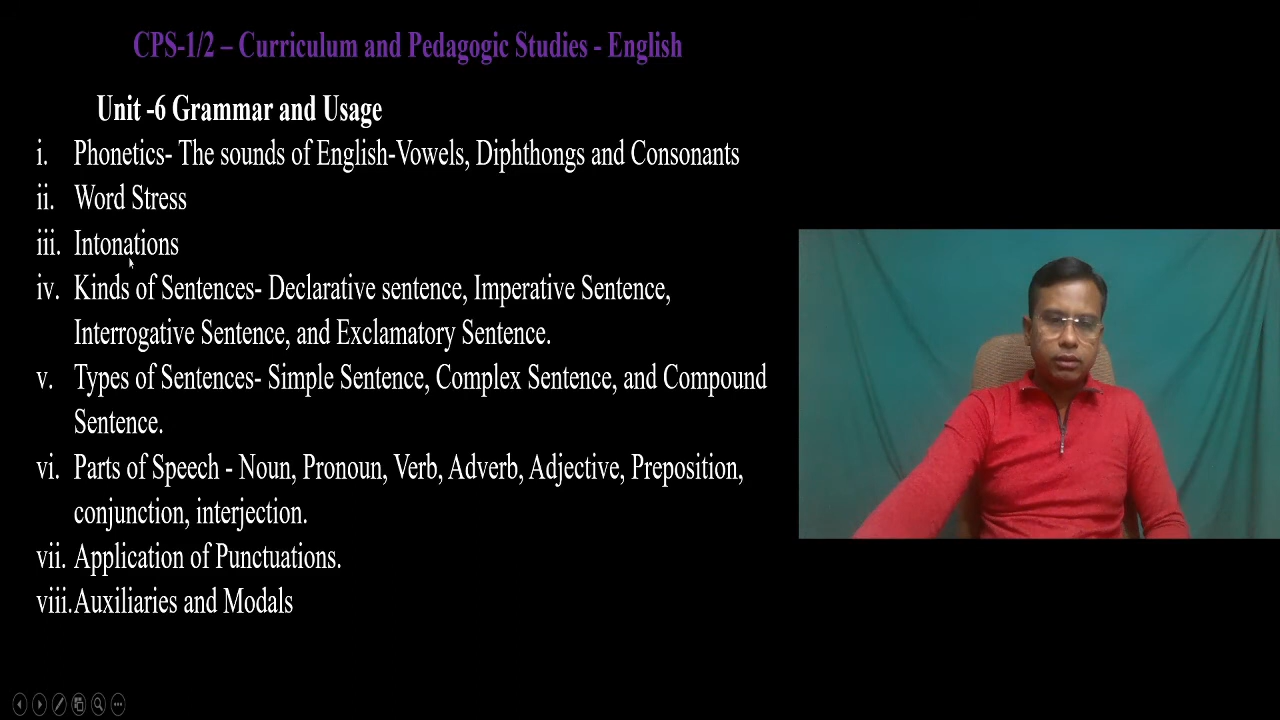 CPS-1/2 – Curriculum and Pedagogic Studies - English
Unit -6 Grammar and Usage
i. Phonetics- The sounds of English-Vowels, Diphthongs and Consonants
ii. Word Stress
iii. Intonations
iv. Kinds of Sentences- Declarative sentence, Imperative Sentence,
Interrogative Sentence, and Exclamatory Sentence.
v. Types of Sentences- Simple Sentence, Complex Sentence, and Compound
Sentence.
vi. Parts of Speech - Noun, Pronoun, Verb, Adverb, Adjective, Preposition,
conjunction, interjection.
vii. Application of Punctuations.
viii.Auxiliaries and Modals